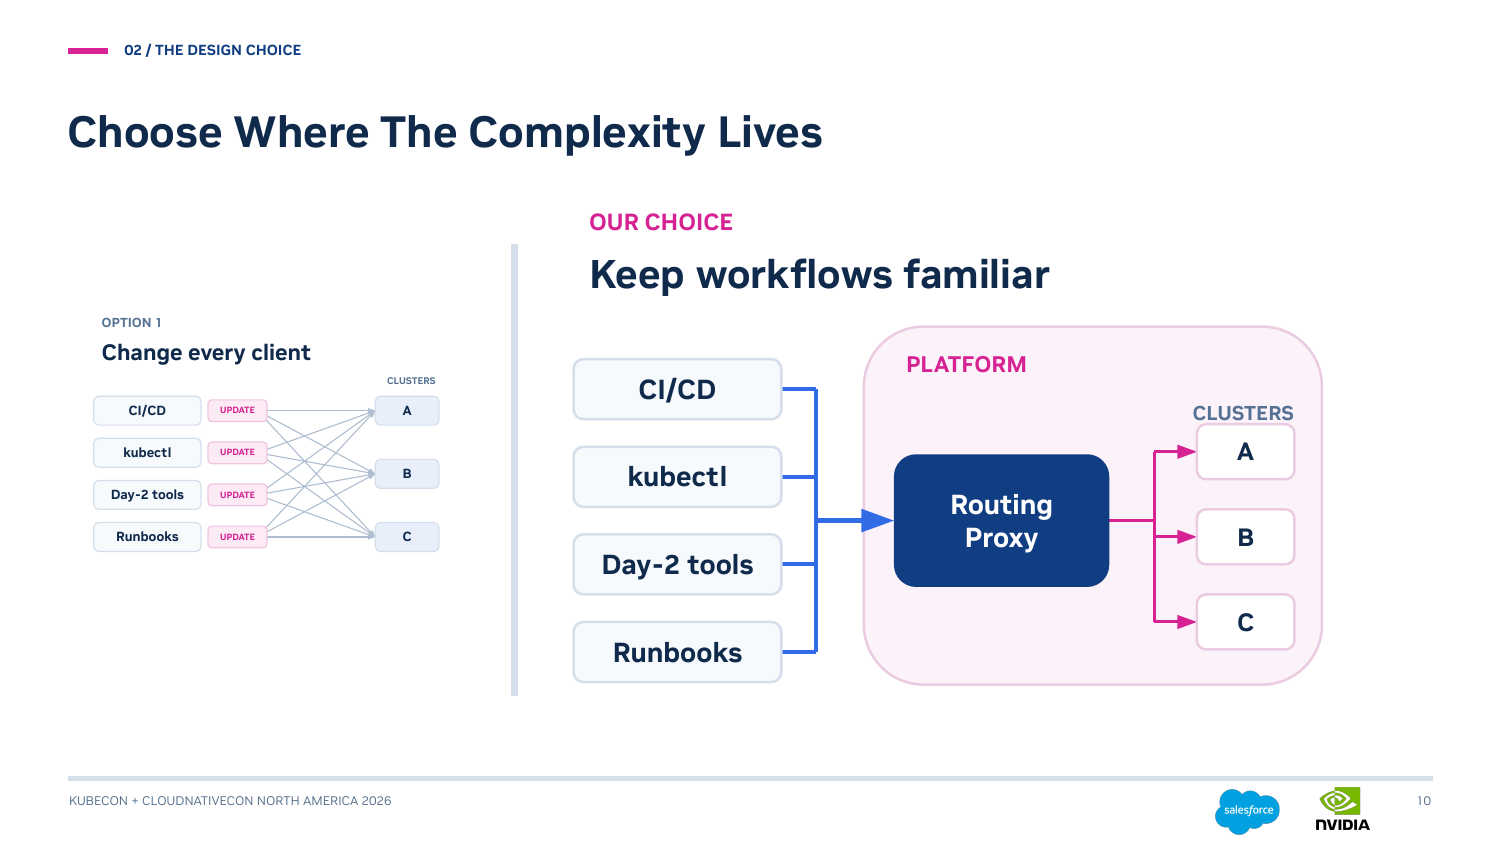 02 / THE DESIGN CHOICE
Choose Where The Complexity Lives
OPTION 1
Change every client
CLUSTERS
CI/CD
UPDATE
A
kubectl
UPDATE
B
Day-2 tools
UPDATE
Runbooks
UPDATE
C
OUR CHOICE
Keep workflows familiar
CI/CD
kubectl
Day-2 tools
Runbooks
PLATFORM
Routing
Proxy
CLUSTERS
A
B
C
KUBECON + CLOUDNATIVECON NORTH AMERICA 2026
salesforce
NVIDIA
10